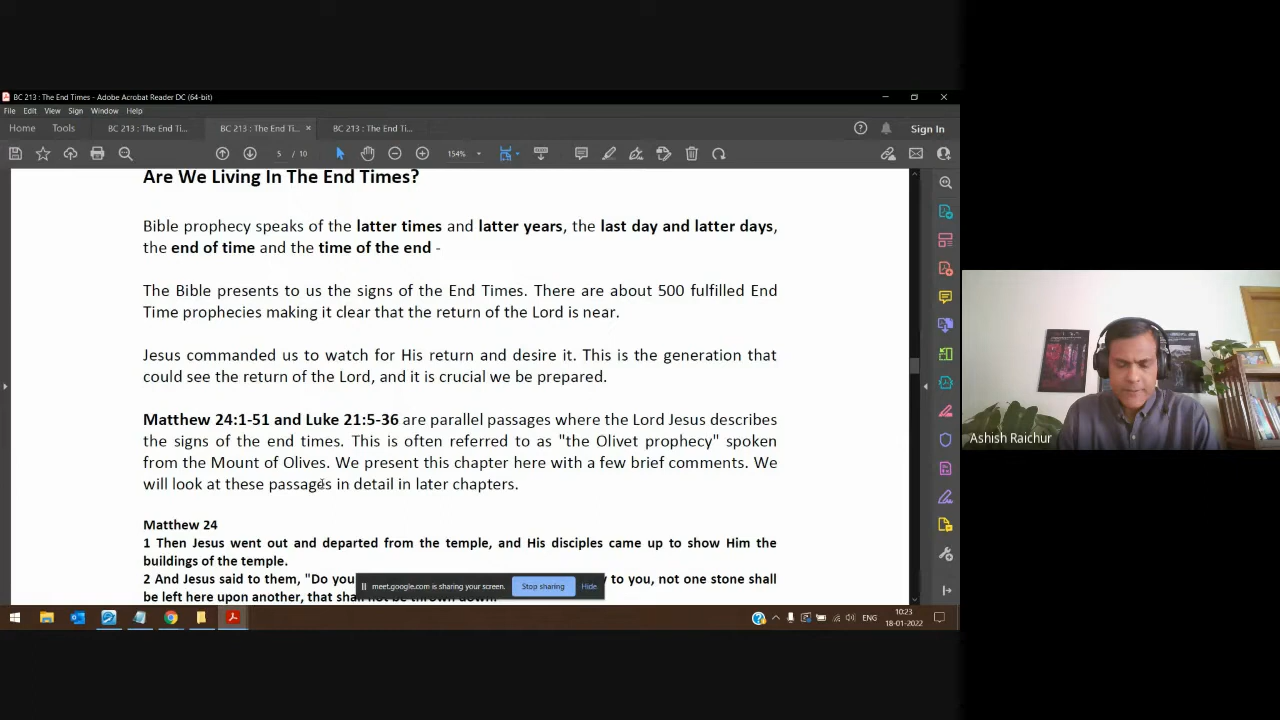 BC 213 : The End Times - Adobe Acrobat Reader DC (64-bit)
File Edit View Sign Window Help
Home Tools BC 213 : The End Ti... BC 213 : The End Ti... × BC 213 : The End Ti... Sign In
5 / 10 154%
Are We Living In The End Times?
Bible prophecy speaks of the latter times and latter years, the last day and latter days,
the end of time and the time of the end -
The Bible presents to us the signs of the End Times. There are about 500 fulfilled End
Time prophecies making it clear that the return of the Lord is near.
Jesus commanded us to watch for His return and desire it. This is the generation that
could see the return of the Lord, and it is crucial we be prepared.
Matthew 24:1-51 and Luke 21:5-36 are parallel passages where the Lord Jesus describes
the signs of the end times. This is often referred to as "the Olivet prophecy" spoken
from the Mount of Olives. We present this chapter here with a few brief comments. We
will look at these passages in detail in later chapters.
Matthew 24
1 Then Jesus went out and departed from the temple, and His disciples came up to show Him the
buildings of the temple.
2 And Jesus said to them, "Do you to you, not one stone shall
be left here upon another, that shall not be thrown down."
meet.google.com is sharing your screen. Stop sharing Hide
ENG
10:23
18-01-2022
Ashish Raichur